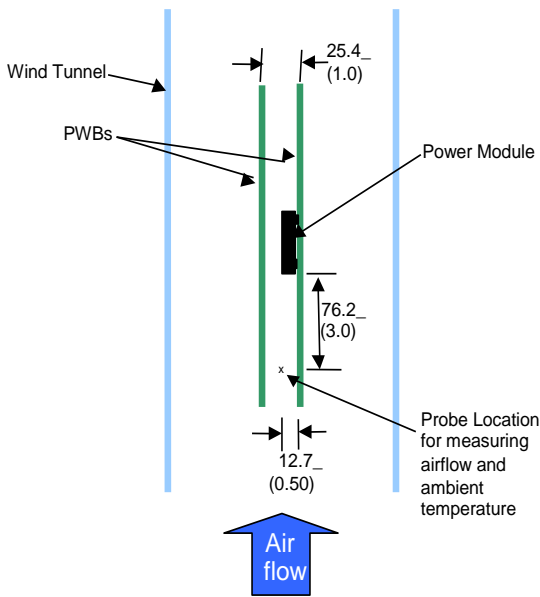 25.4_
(1.0)
Wind Tunnel
PWBs
Power Module
76.2_
(3.0)
x
Probe Location
for measuring
airflow and
ambient
temperature
12.7_
(0.50)
Air
flow